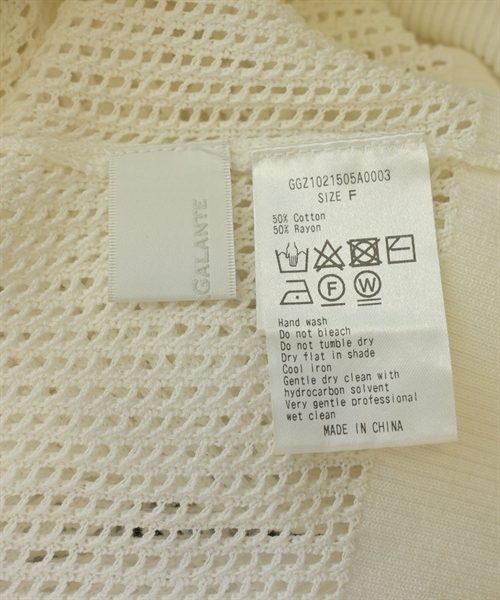 GALANTE
GGZ1021505A0003
SIZE F
50% Cotton
50% Rayon
F
W
Hand wash
Do not bleach
Do not tumble dry
Dry flat in shade
Cool iron
Gentle dry clean with
hydrocarbon solvent
Very gentle professional
wet clean
MADE IN CHINA